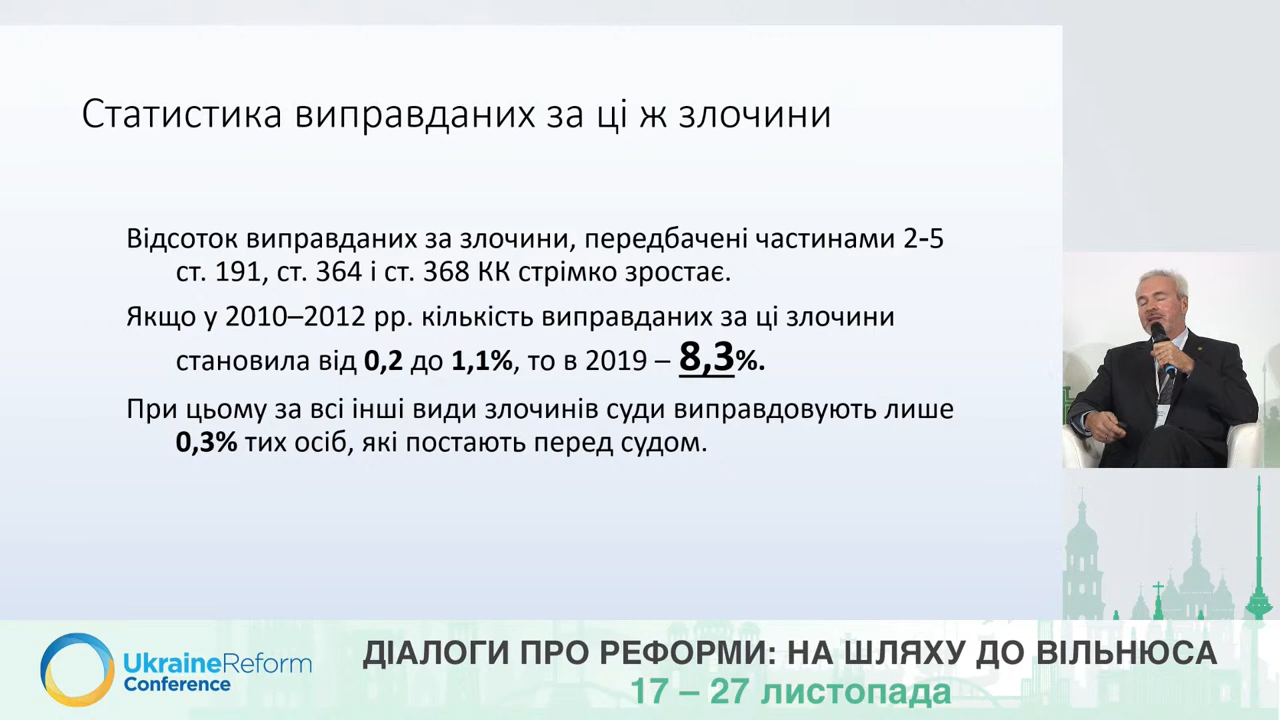 Статистика виправданих за ці ж злочини
Відсоток виправданих за злочини, передбачені частинами 2-5
ст. 191, ст. 364 і ст. 368 КК стрімко зростає.
Якщо у 2010–2012 рр. кількість виправданих за ці злочини
становила від 0,2 до 1,1%, то в 2019 – 8,3%.
При цьому за всі інші види злочинів суди виправдовують лише
0,3% тих осіб, які постають перед судом.
UkraineReform
Conference
ДІАЛОГИ ПРО РЕФОРМИ: НА ШЛЯХУ ДО ВІЛЬНЮСА
17 – 27 листопада